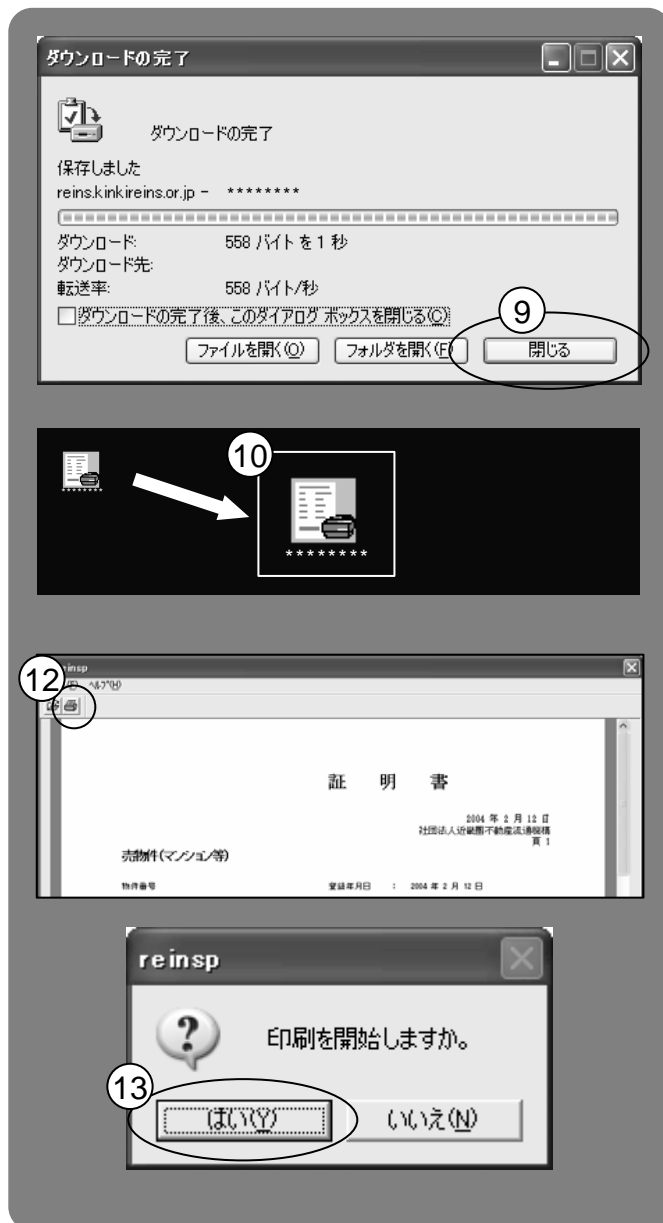 ダウンロードの完了
ダウンロードの完了
保存しました
reins.kinkireins.or.jp - ********
ダウンロード: 558 バイト を 1 秒
ダウンロード先:
転送率: 558 バイト/秒
ダウンロードの完了後、このダイアログ ボックスを閉じる(C)
9
ファイルを開く(O) フォルダを開く(F) 閉じる
10
********
********
insp
12
ヘルプ(H)
証 明 書
2004 年 2 月 12 日
社団法人近畿圏不動産流通機構
頁 1
売物件(マンション等)
物件番号 登録年月日 : 2004 年 2 月 12 日
reinsp
印刷を開始しますか。
13
はい(Y) いいえ(N)